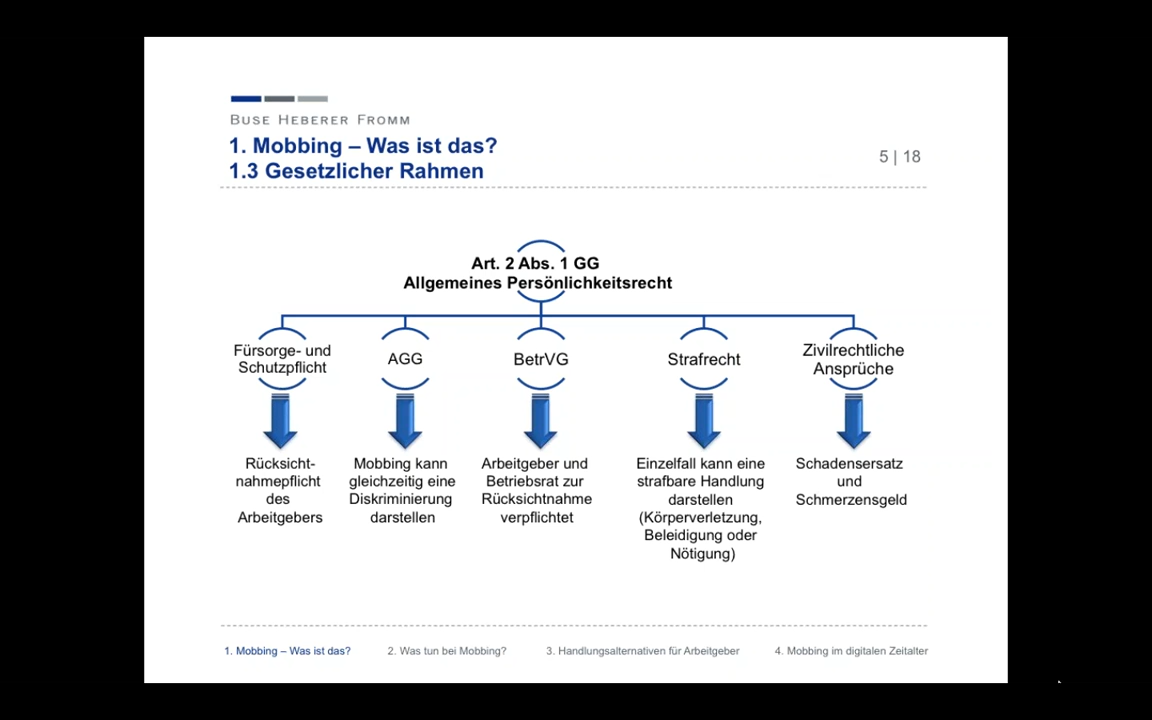 BUSE HEBERER FROMM
1. Mobbing – Was ist das?
1.3 Gesetzlicher Rahmen
5 | 18
Art. 2 Abs. 1 GG
Allgemeines Persönlichkeitsrecht
Fürsorge- und
Schutzpflicht
AGG
BetrVG
Strafrecht
Zivilrechtliche
Ansprüche
Rücksicht-
nahmepflicht
des
Arbeitgebers
Mobbing kann
gleichzeitig eine
Diskriminierung
darstellen
Arbeitgeber und
Betriebsrat zur
Rücksichtnahme
verpflichtet
Einzelfall kann eine
strafbare Handlung
darstellen
(Körperverletzung,
Beleidigung oder
Nötigung)
Schadensersatz
und
Schmerzensgeld
1. Mobbing – Was ist das?
2. Was tun bei Mobbing?
3. Handlungsalternativen für Arbeitgeber
4. Mobbing im digitalen Zeitalter